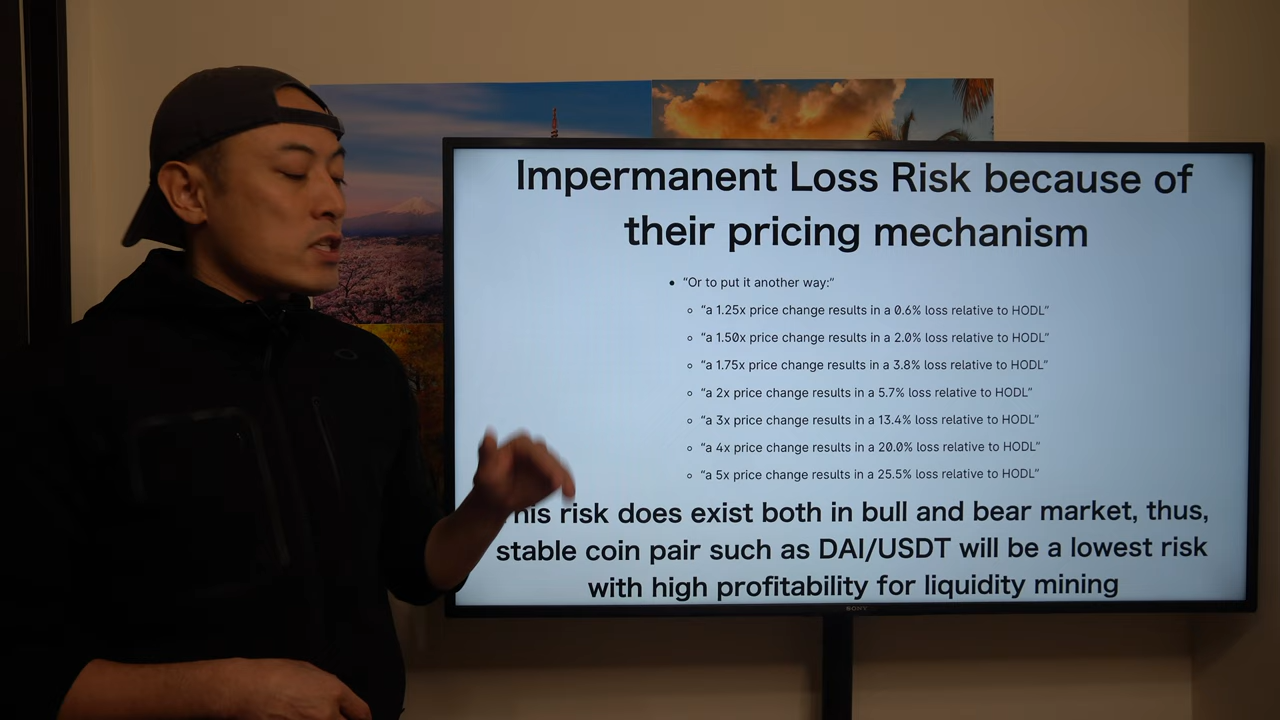 Impermanent Loss Risk because of
their pricing mechanism
• “Or to put it another way:”
◦ “a 1.25x price change results in a 0.6% loss relative to HODL”
◦ “a 1.50x price change results in a 2.0% loss relative to HODL”
◦ “a 1.75x price change results in a 3.8% loss relative to HODL”
◦ “a 2x price change results in a 5.7% loss relative to HODL”
◦ “a 3x price change results in a 13.4% loss relative to HODL”
◦ “a 4x price change results in a 20.0% loss relative to HODL”
◦ “a 5x price change results in a 25.5% loss relative to HODL”
This risk does exist both in bull and bear market, thus,
stable coin pair such as DAI/USDT will be a lowest risk
with high profitability for liquidity mining
SONY